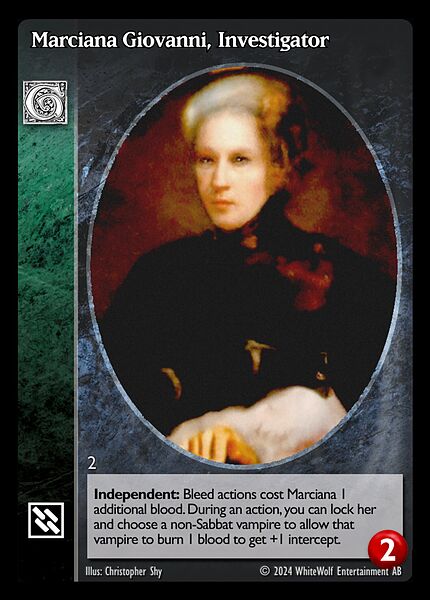 Marciana Giovanni, Investigator
2
Independent: Bleed actions cost Marciana 1
additional blood. During an action, you can lock her
and choose a non-Sabbat vampire to allow that
vampire to burn 1 blood to get +1 intercept.
2
Illus: Christopher Shy
© 2024 WhiteWolf Entertainment AB